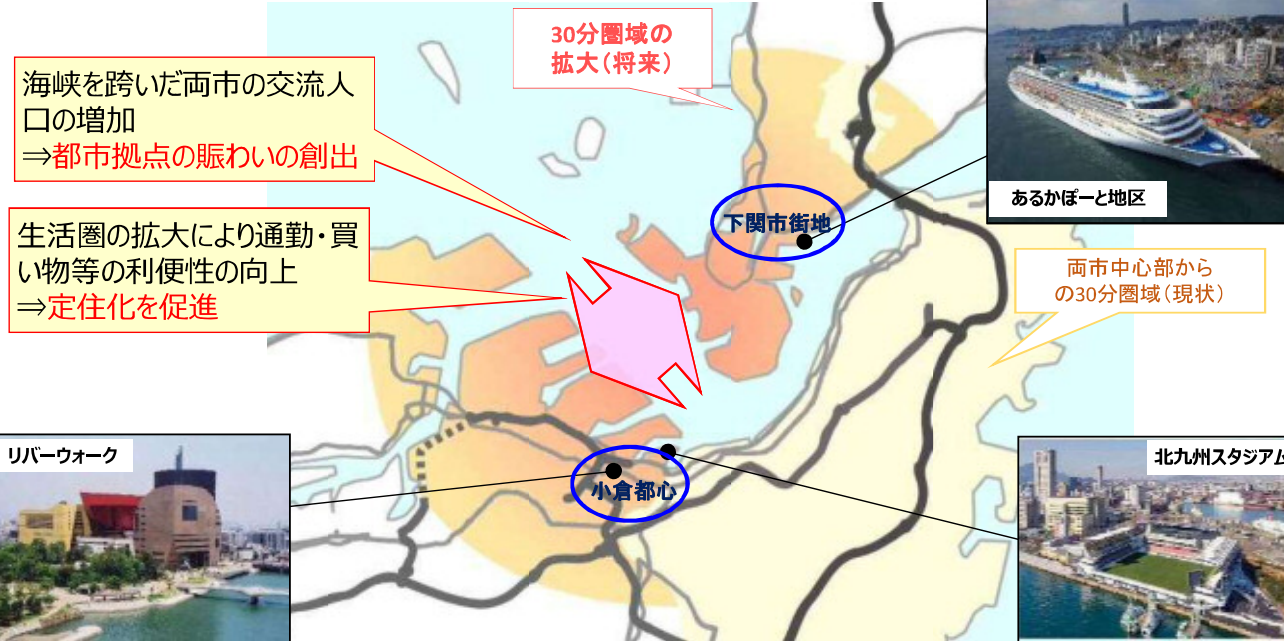 30分圏域の
拡大(将来)
海峡を跨いだ両市の交流人
口の増加
⇒都市拠点の賑わいの創出
生活圏の拡大により通勤・買
い物等の利便性の向上
⇒定住化を促進
下関市街地
あるかぽーと地区
両市中心部から
の30分圏域(現状)
リバーウォーク
小倉都心
北九州スタジアム